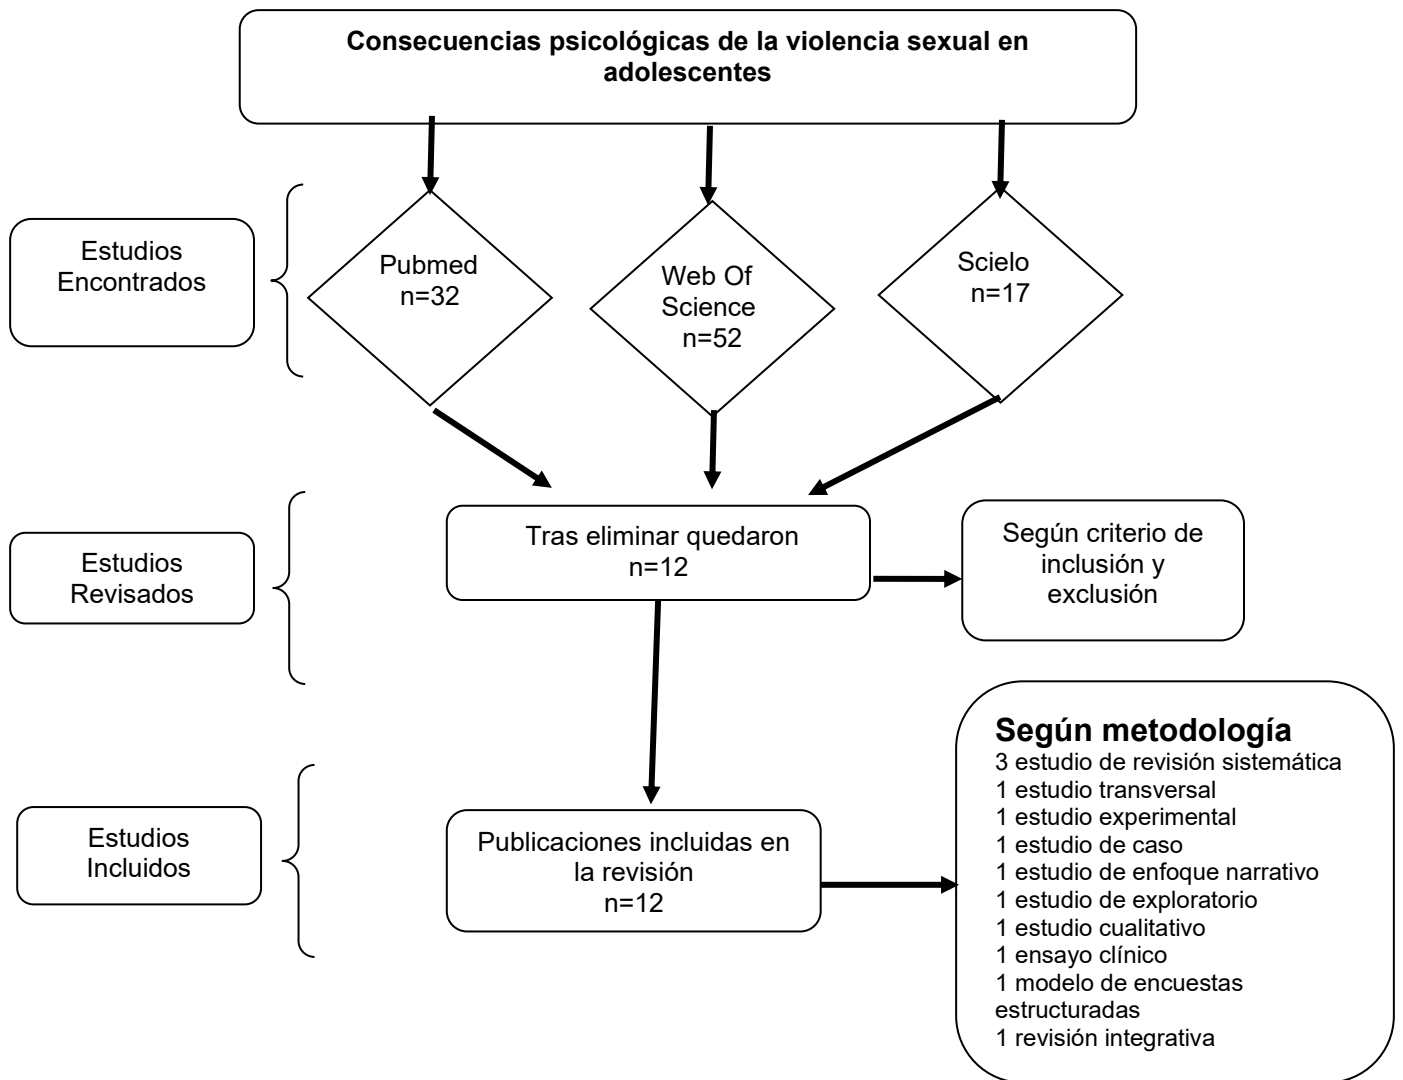 Consecuencias psicológicas de la violencia sexual en
adolescentes
Estudios
Encontrados
Pubmed
n=32
Web Of
Science
n=52
Scielo
n=17
Estudios
Revisados
Tras eliminar quedaron
n=12
Según criterio de
inclusión y
exclusión
Estudios
Incluidos
Publicaciones incluidas en
la revisión
n=12
Según metodología
3 estudio de revisión sistemática
1 estudio transversal
1 estudio experimental
1 estudio de caso
1 estudio de enfoque narrativo
1 estudio de exploratorio
1 estudio cualitativo
1 ensayo clínico
1 modelo de encuestas
estructuradas
1 revisión integrativa